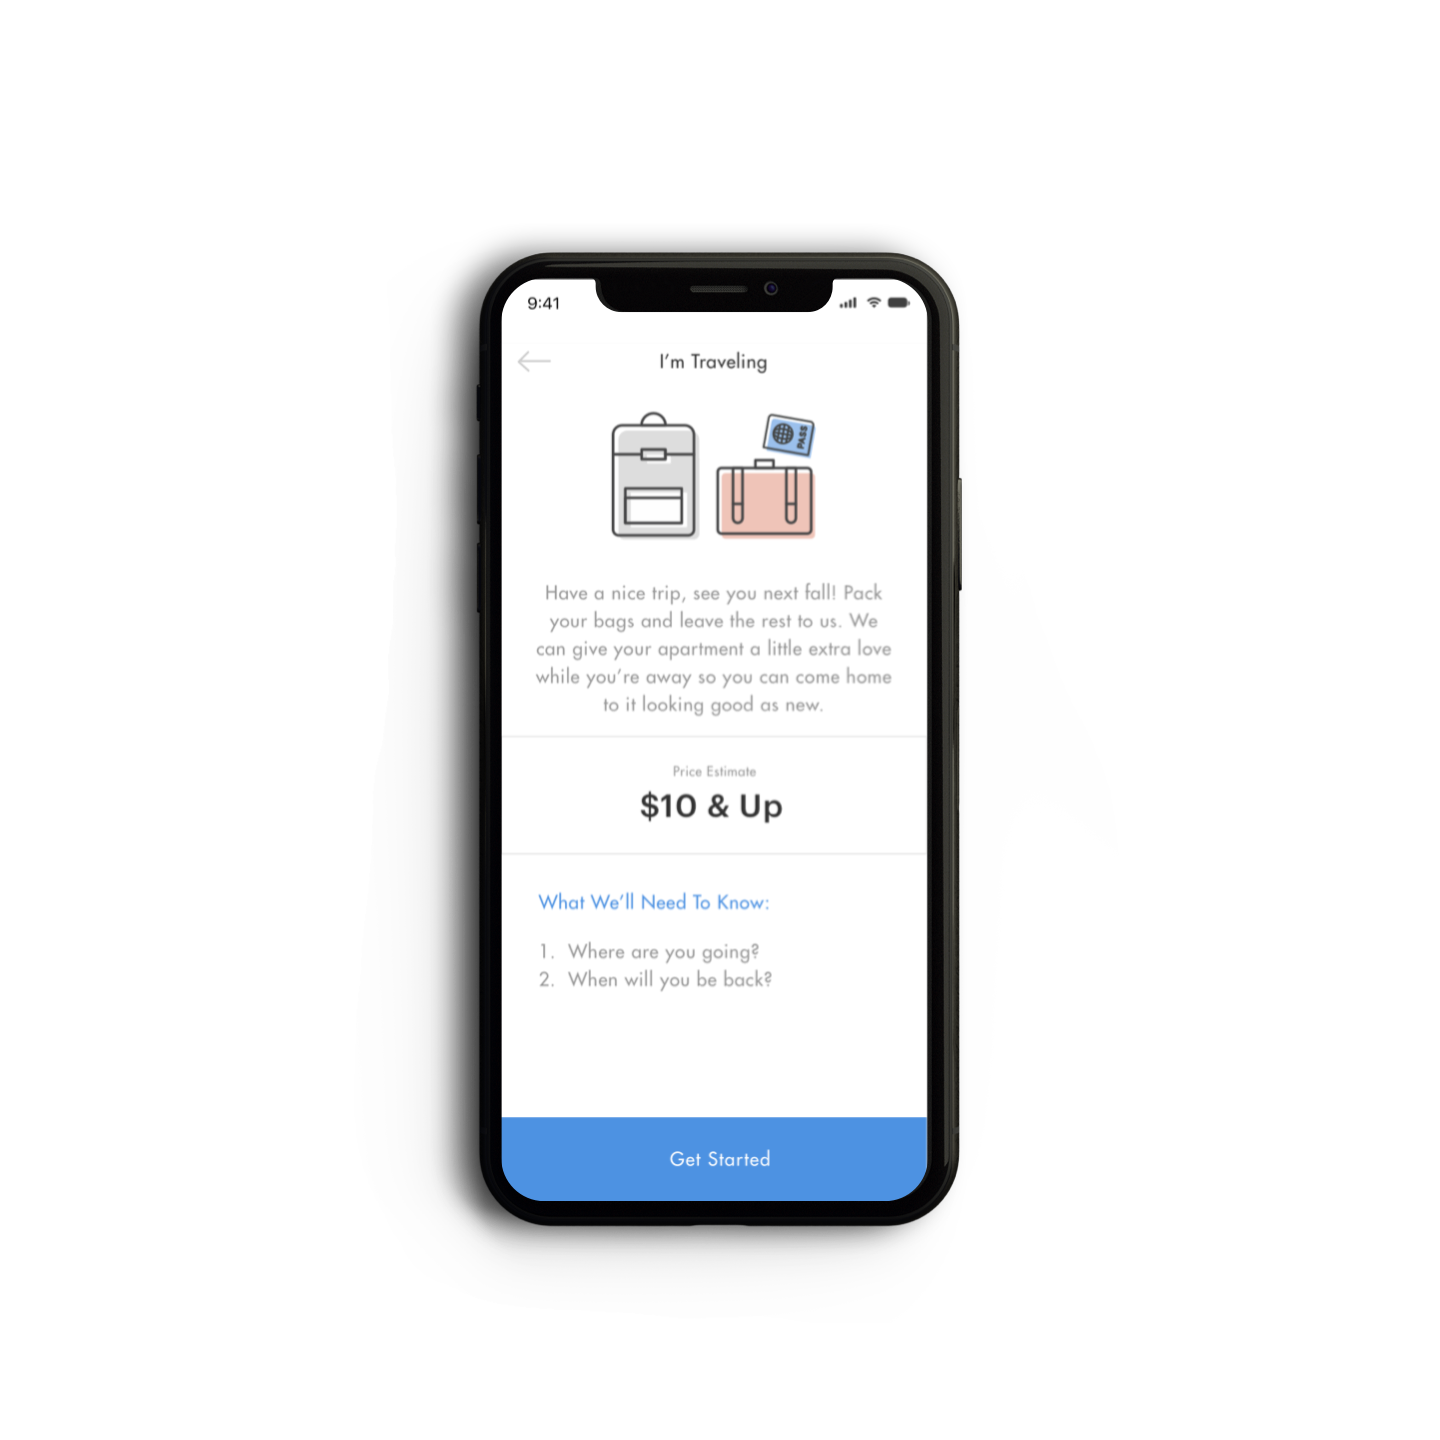 9:41
I'm Traveling
PASS
Have a nice trip, see you next fall! Pack
your bags and leave the rest to us. We
can give your apartment a little extra love
while you're away so you can come home
to it looking good as new.
Price Estimate
$10 & Up
What We'll Need To Know:
1. Where are you going?
2. When will you be back?
Get Started